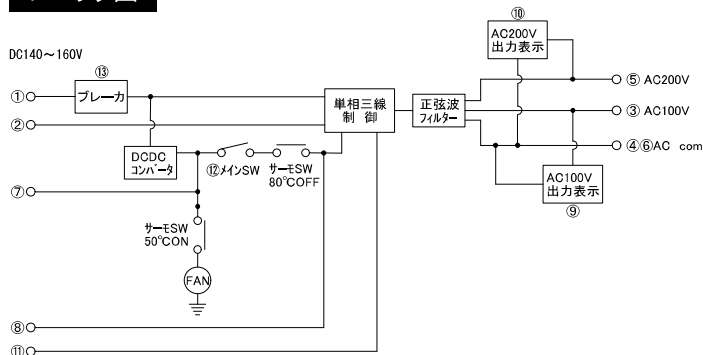 DC140～160V
⑬
ブレーカ
①
②
DCDC
コンバータ
⑫メインSW
サーモSW
80℃OFF
⑦
サーモSW
50℃ON
FAN
⑧
⑪
単相三線
制 御
正弦波
フィルター
⑩
AC200V
出力表示
⑤ AC200V
③ AC100V
④⑥AC com
AC100V
出力表示
⑨